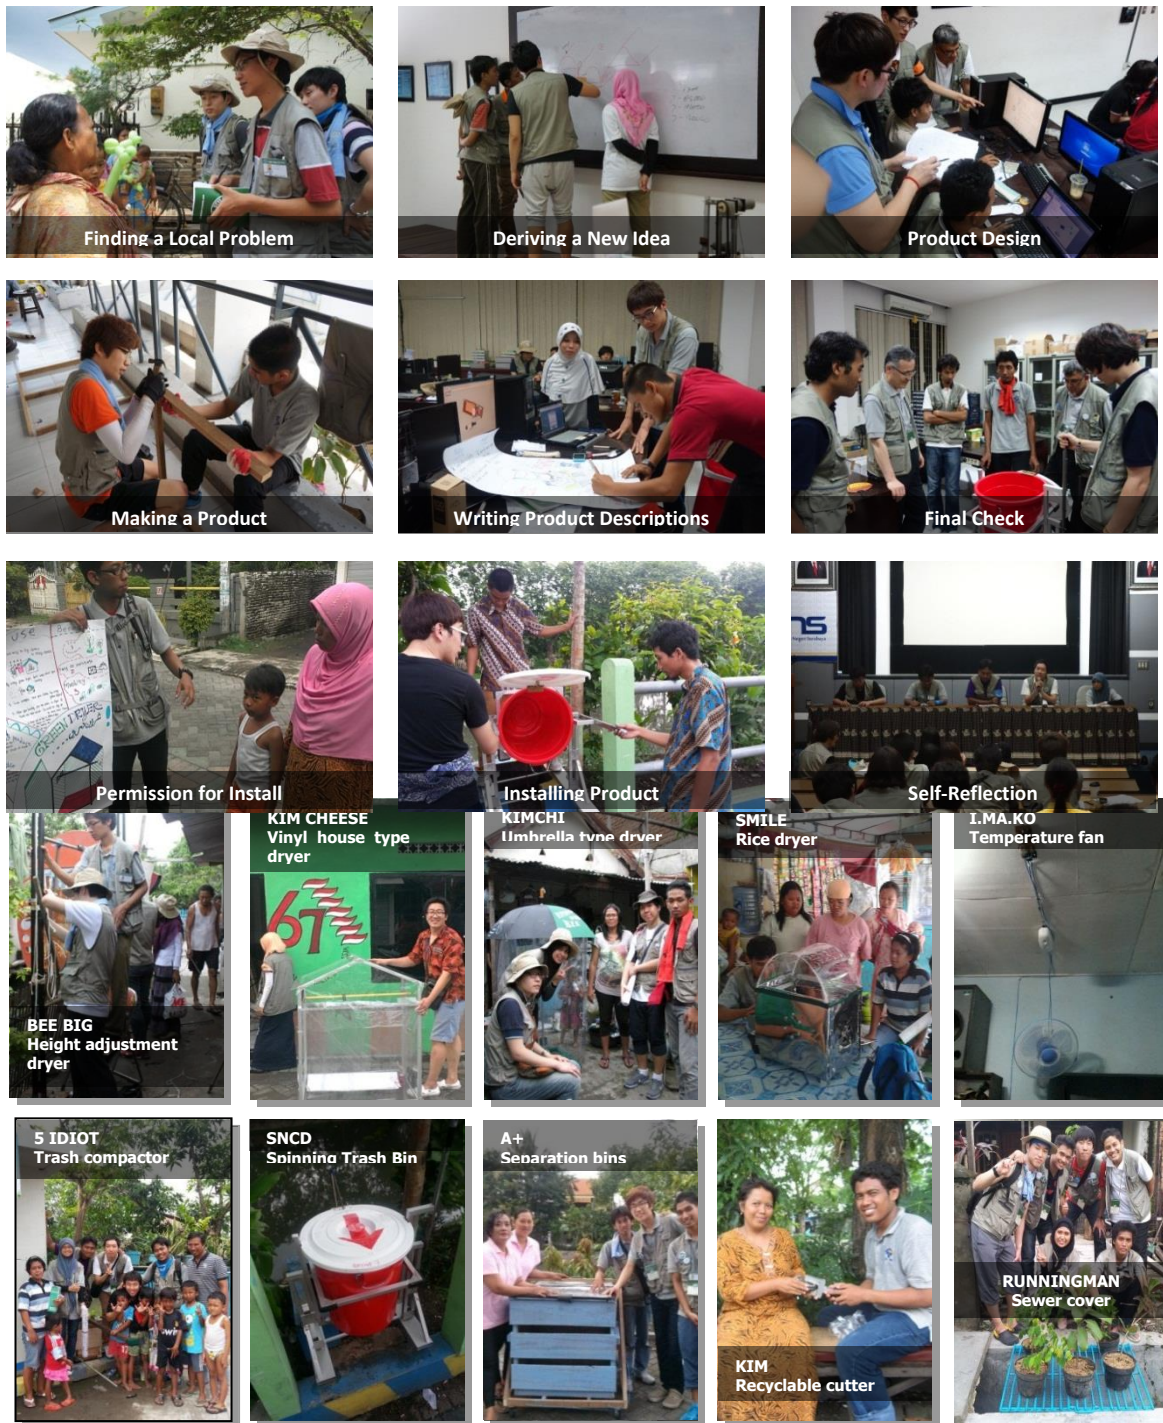 Finding a Local Problem
Deriving a New Idea
Product Design
Making a Product
Writing Product Descriptions
Final Check
USE
Permission for Install
Installing Product
Self-Reflection
BEE BIG
Height adjustment
dryer
KIM CHEESE
Vinyl house type
dryer
67
KIMCHI
Umbrella type dryer
SMILE
Rice dryer
I.MA.KO
Temperature fan
5 IDIOT
Trash compactor
SNCD
Spinning Trash Bin
A+
Separation bins
KIM
Recyclable cutter
RUNNINGMAN
Sewer cover